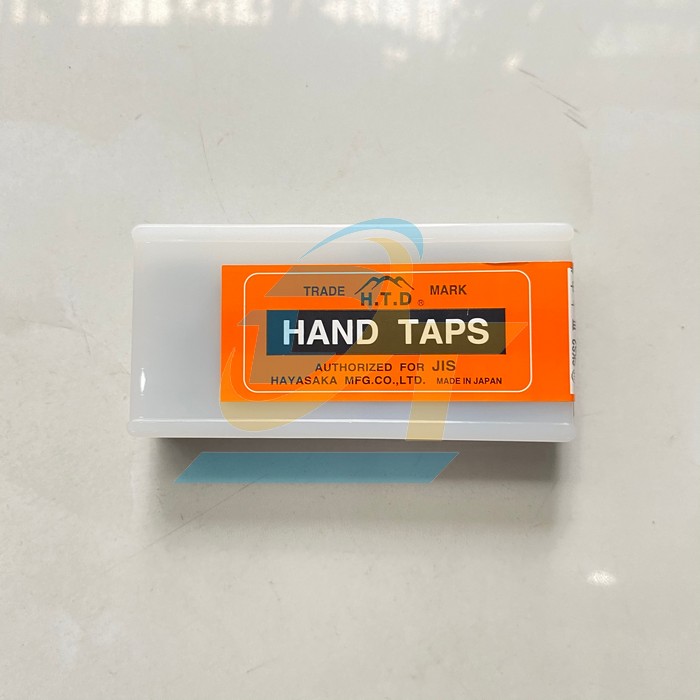 TRADE MARK
H.T.D ®
HAND TAPS
AUTHORIZED FOR JIS
HAYASAKA MFG.CO.,LTD. MADE IN JAPAN